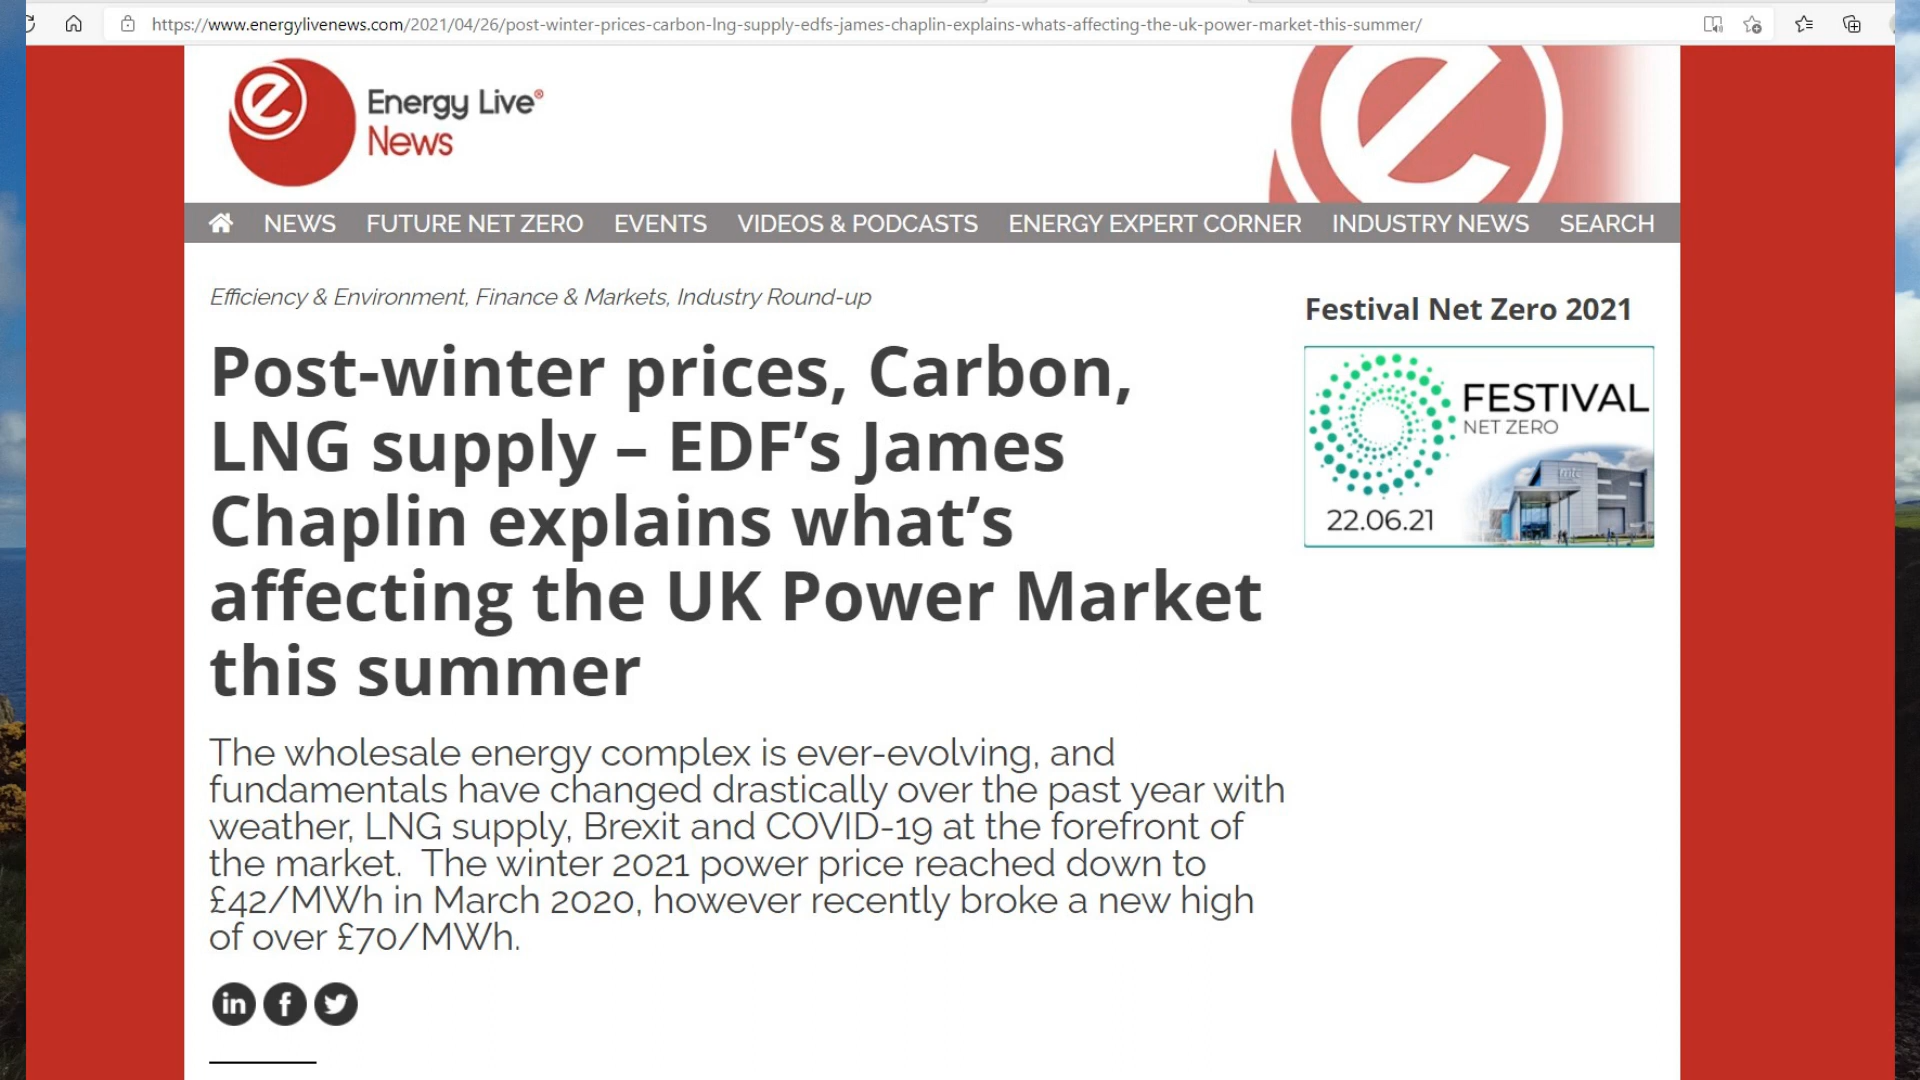 https://www.energylivenews.com/2021/04/26/post-winter-prices-carbon-lng-supply-edfs-james-chaplin-explains-whats-affecting-the-uk-power-market-this-summer/
Energy Live®
News
NEWS FUTURE NET ZERO EVENTS VIDEOS & PODCASTS ENERGY EXPERT CORNER INDUSTRY NEWS SEARCH
Efficiency & Environment, Finance & Markets, Industry Round-up
Post-winter prices, Carbon,
LNG supply – EDF’s James
Chaplin explains what’s
affecting the UK Power Market
this summer
The wholesale energy complex is ever-evolving, and
fundamentals have changed drastically over the past year with
weather, LNG supply, Brexit and COVID-19 at the forefront of
the market. The winter 2021 power price reached down to
£42/MWh in March 2020, however recently broke a new high
of over £70/MWh.
Festival Net Zero 2021
FESTIVAL
NET ZERO
22.06.21